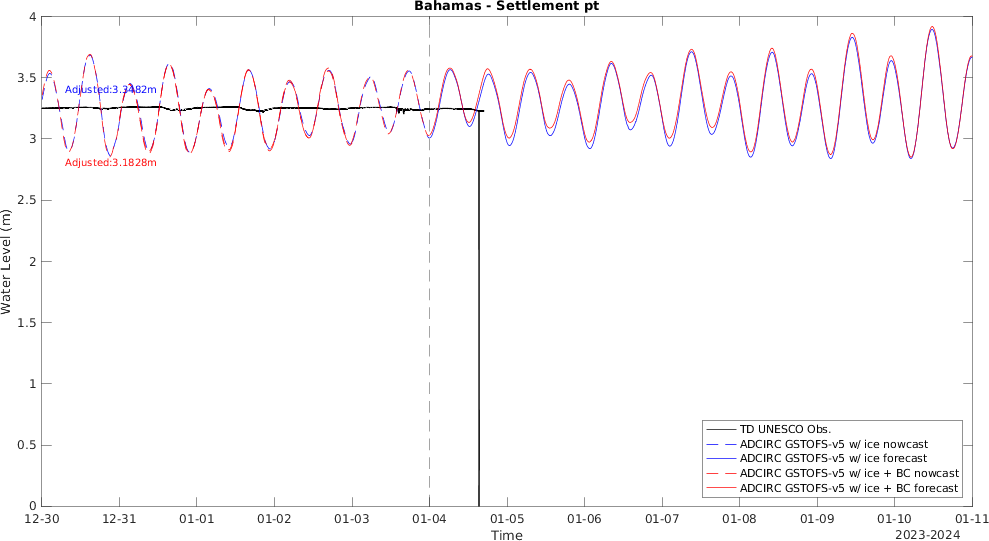 Bahamas - Settlement pt
4
3.5
3
2.5
2
1.5
1
0.5
0
Water Level (m)
Adjusted:3.3482m
Adjusted:3.1828m
TD UNESCO Obs.
ADCIRC GSTOFS-v5 w/ ice nowcast
ADCIRC GSTOFS-v5 w/ ice forecast
ADCIRC GSTOFS-v5 w/ ice + BC nowcast
ADCIRC GSTOFS-v5 w/ ice + BC forecast
12-30 12-31 01-01 01-02 01-03 01-04 01-05 01-06 01-07 01-08 01-09 01-10 01-11
Time
2023-2024